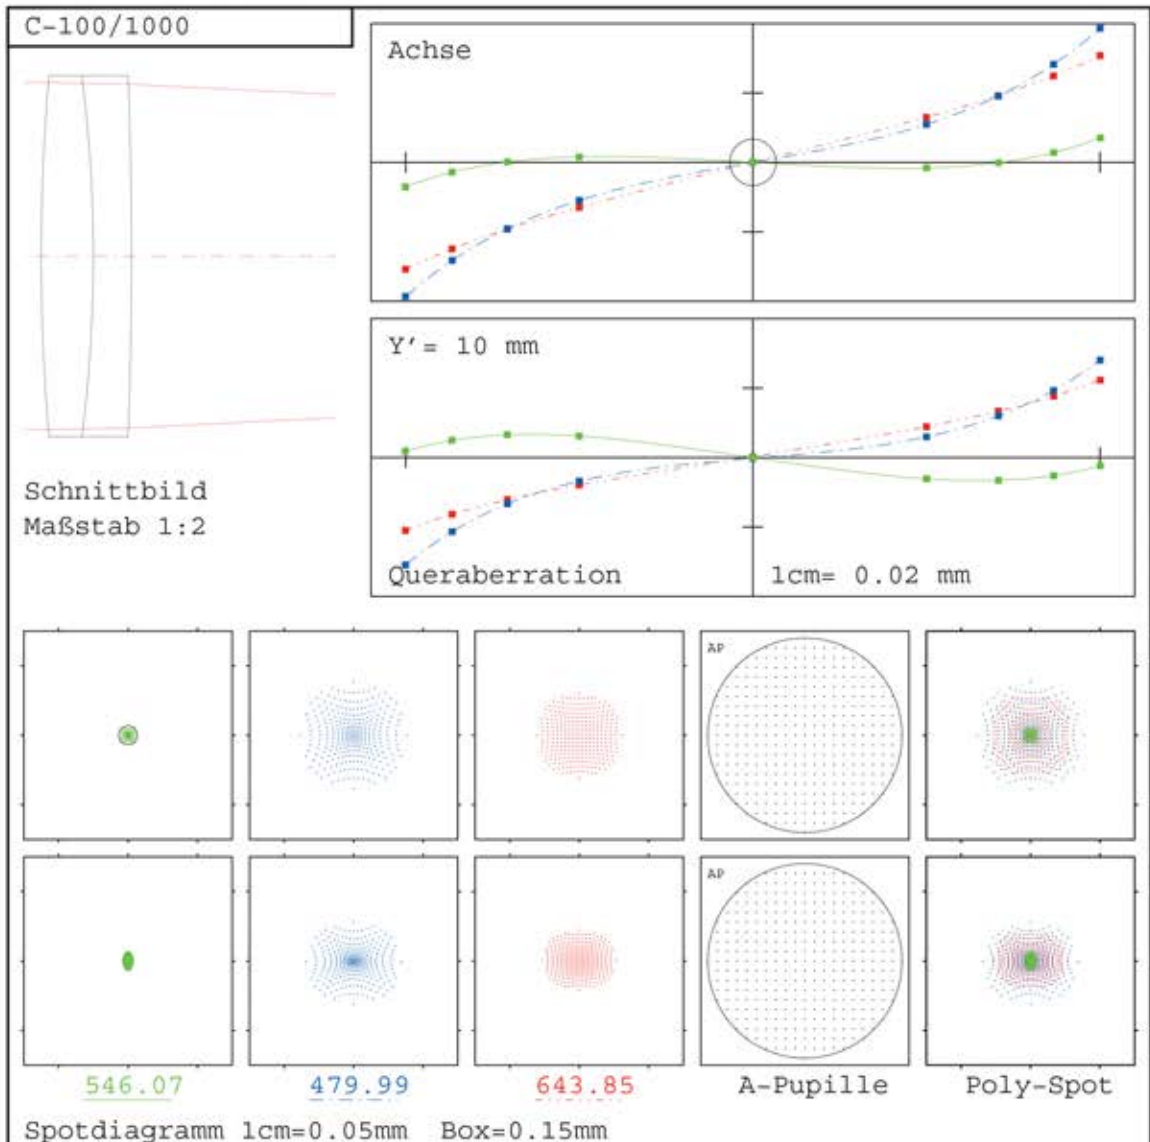 C-100/1000
Achse
Y'= 10 mm
Schnittbild
Maßstab 1:2
Queraberration 1cm= 0.02 mm
AP
AP
546.07 479.99 643.85 A-Pupille Poly-Spot
Spotdiagramm 1cm=0.05mm Box=0.15mm